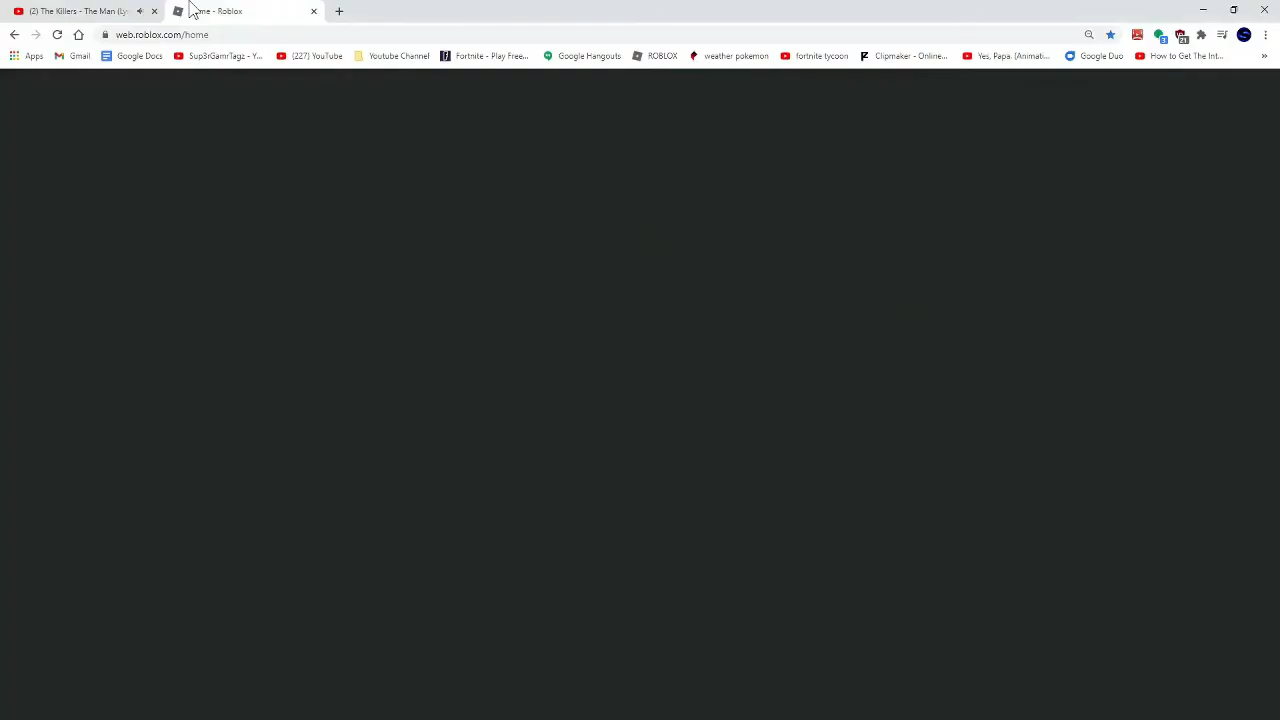 (2) The Killers - The Man (Ly
me - Roblox
web.roblox.com/home
Apps
Gmail
Google Docs
Sup3rGamrTagz - Y...
(227) YouTube
Youtube Channel
Fortnite - Play Free...
Google Hangouts
ROBLOX
weather pokemon
fortnite tycoon
Clipmaker - Online...
Yes, Papa. (Animati...
Google Duo
How to Get The Int...
»
3
21